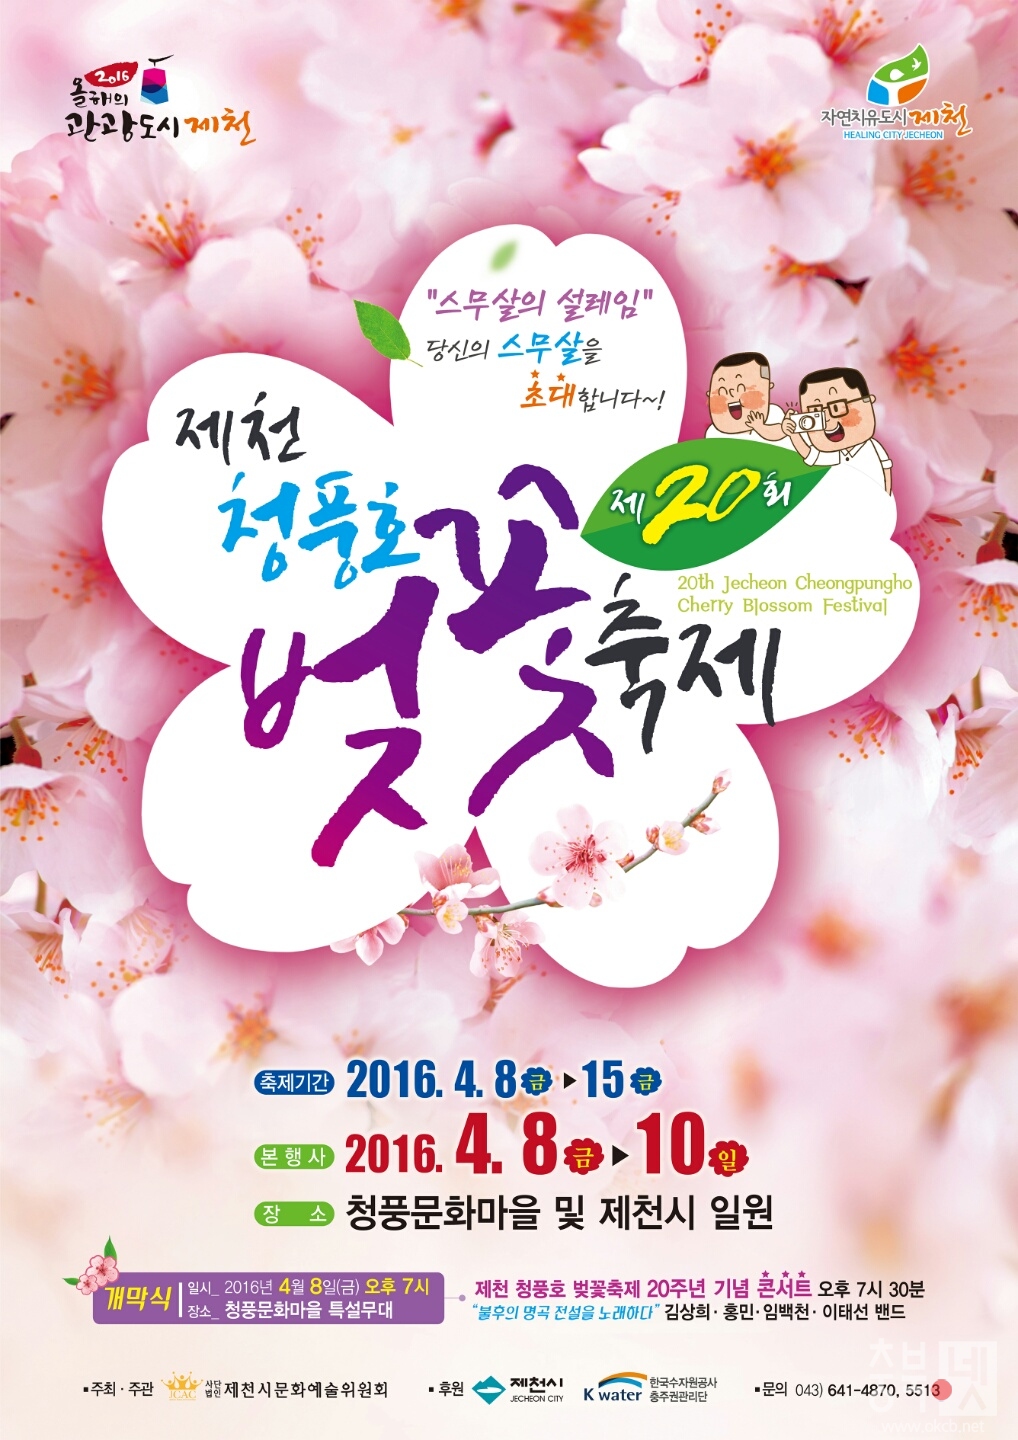 2016
올해의
관광도시 제천
자연치유도시 제천
HEALING CITY JECHEON
"스무살의 설레임"
당신의 스무살을
초대합니다~!
제천
청풍호
벚꽃
축제
제20회
20th Jecheon Cheongpungho
Cherry Blossom Festival
축제기간 2016. 4. 8 금 ▶ 15 금
본행사 2016. 4. 8 금 ▶ 10 일
장 소 청풍문화마을 및 제천시 일원
개막식
일시_ 2016년 4월 8일(금) 오후 7시
장소_ 청풍문화마을 특설무대
제천 청풍호 벚꽃축제 20주년 기념 콘서트 오후 7시 30분
"불후의 명곡 전설을 노래하다" 김상희·홍민·임백천·이태선 밴드
▪주최·주관 JCAC 사단법인 제천시문화예술위원회
▪후원 제천시 JECHEON CITY
K water 한국수자원공사
충주권관리단
▪문의 043) 641-4870, 5513
충북넷
www.okcb.net